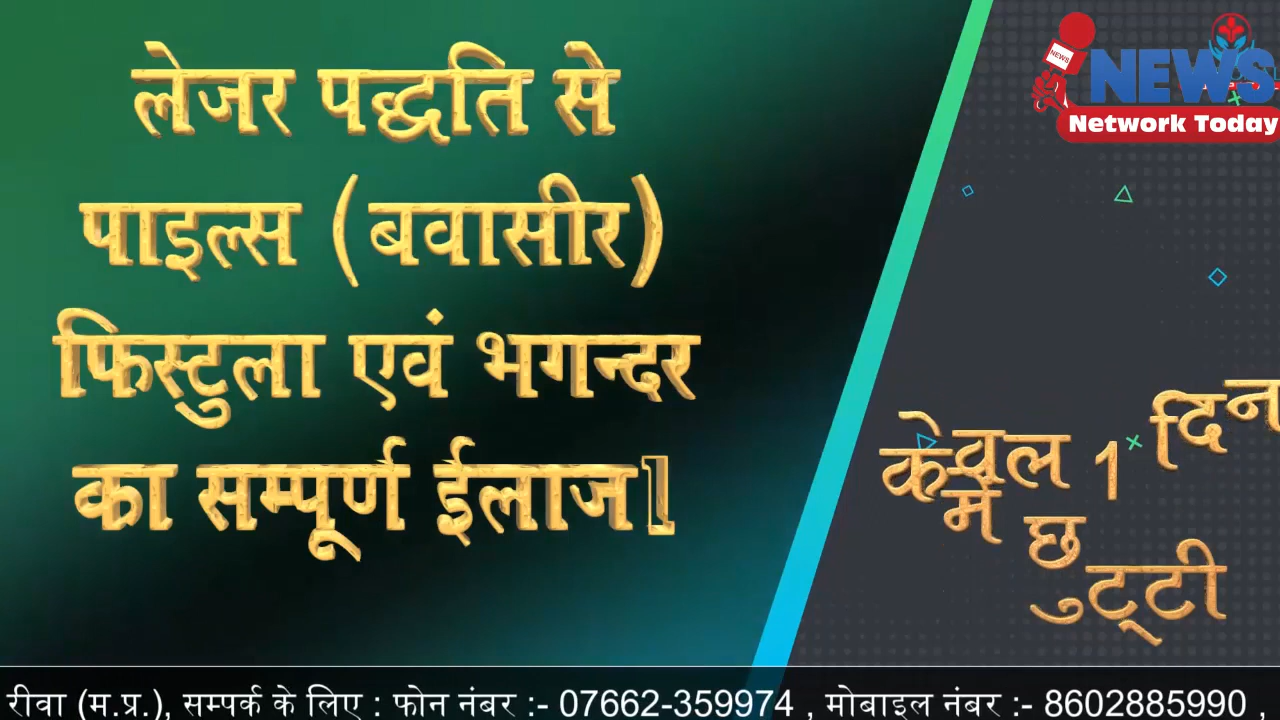 लेजर पद्धति से
पाइल्स (बवासीर)
फिस्टुला एवं भगन्दर
का सम्पूर्ण ईलाज
NEWS
NEWS
Network Today
केवल 1 दिन
में छुट्टी
रीवा (म.प्र.), सम्पर्क के लिए : फोन नंबर :- 07662-359974 , मोबाइल नंबर :- 8602885990 ,